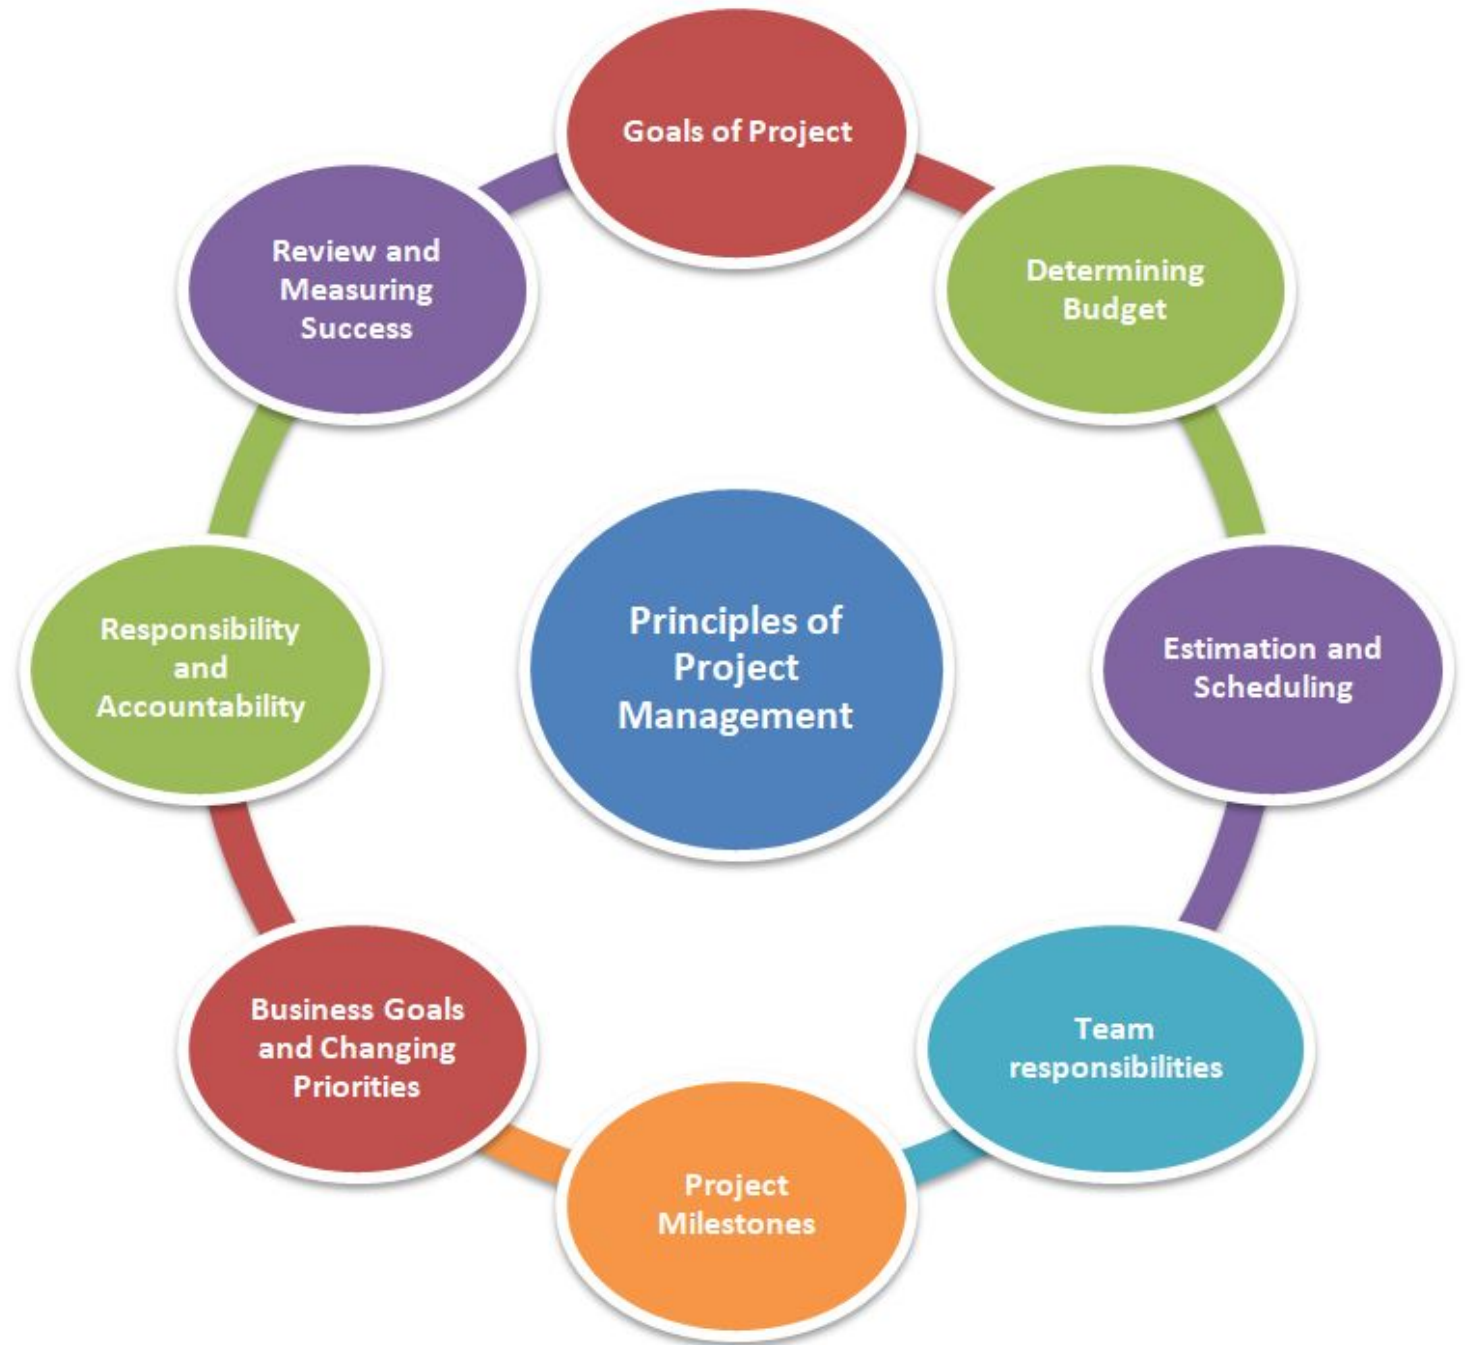 Goals of Project
Determining
Budget
Estimation and
Scheduling
Team
responsibilities
Project
Milestones
Business Goals
and Changing
Priorities
Responsibility
and
Accountability
Review and
Measuring
Success
Principles of
Project
Management